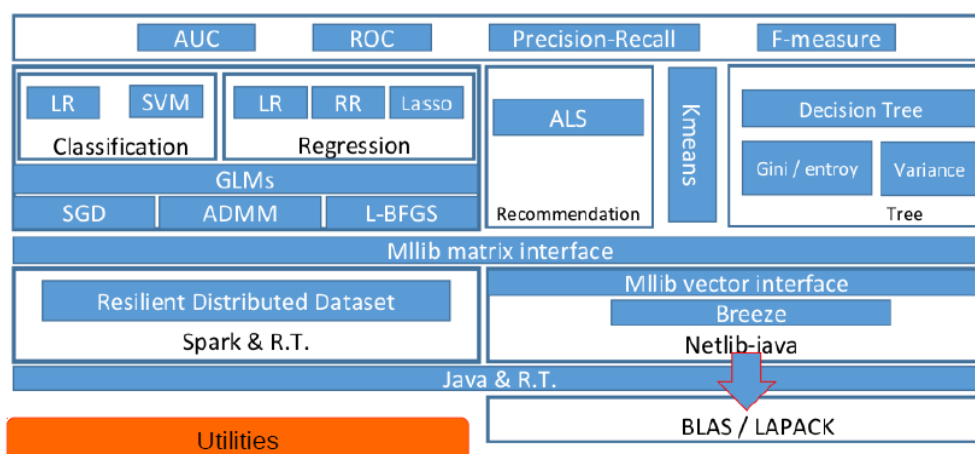 AUC ROC Precision-Recall F-measure
LR SVM
Classification
LR RR Lasso
Regression
GLMs
SGD ADMM L-BFGS
ALS
Recommendation
Kmeans
Decision Tree
Gini / entroy Variance
Tree
Mllib matrix interface
Resilient Distributed Dataset
Spark & R.T.
Mllib vector interface
Breeze
Netlib-java
Java & R.T.
BLAS / LAPACK
Utilities